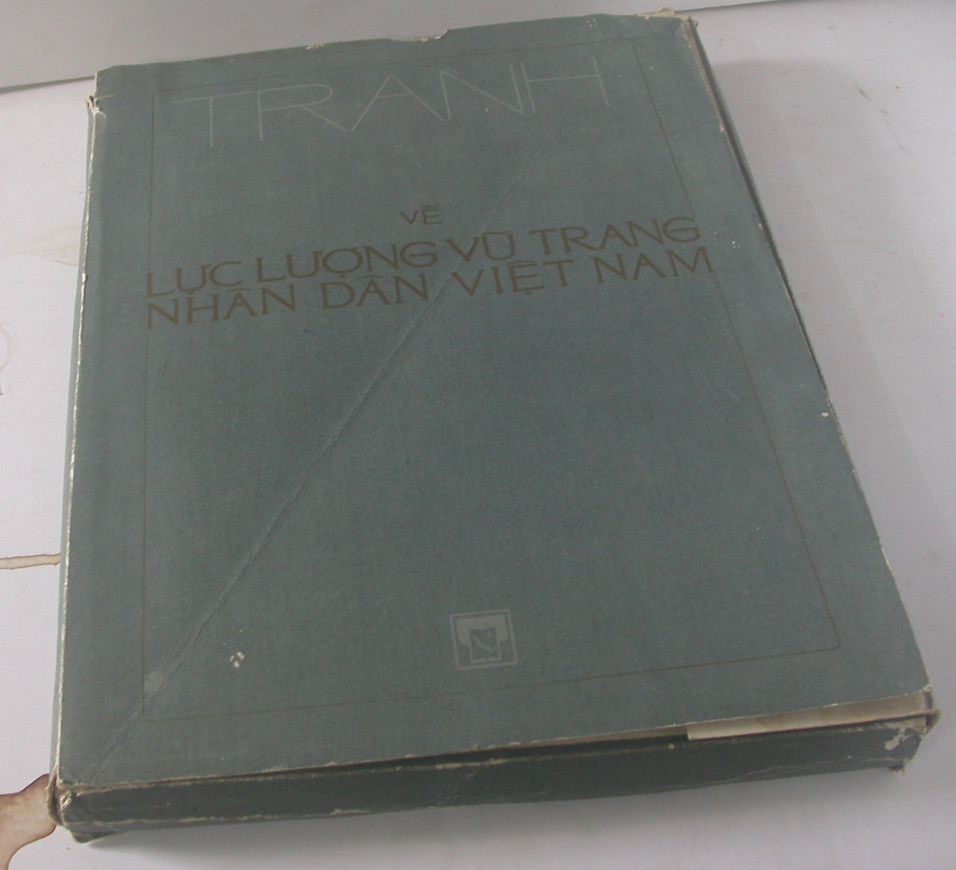 TRANH
VỀ
LỰC LƯỢNG VŨ TRANG
NHÂN DÂN VIỆT NAM